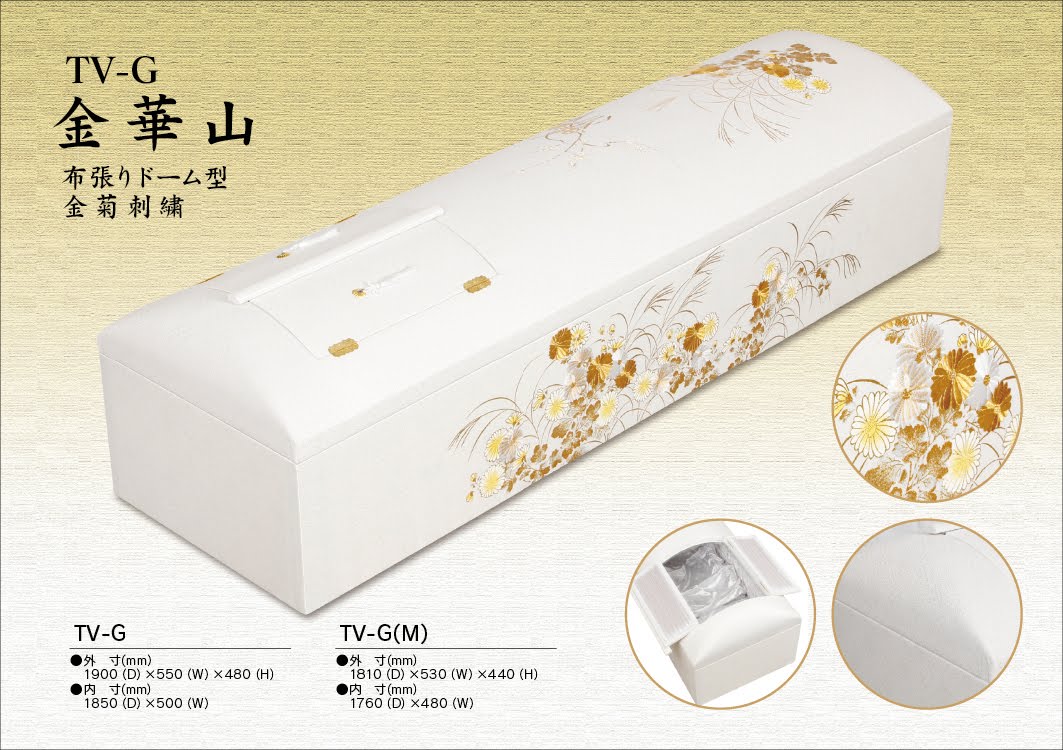 TV-G
金華山
布張りドーム型
金菊刺繍
TV-G
●外　寸(mm)
1900 (D) ×550 (W) ×480 (H)
●内　寸(mm)
1850 (D) ×500 (W)
TV-G(M)
●外　寸(mm)
1810 (D) ×530 (W) ×440 (H)
●内　寸(mm)
1760 (D) ×480 (W)